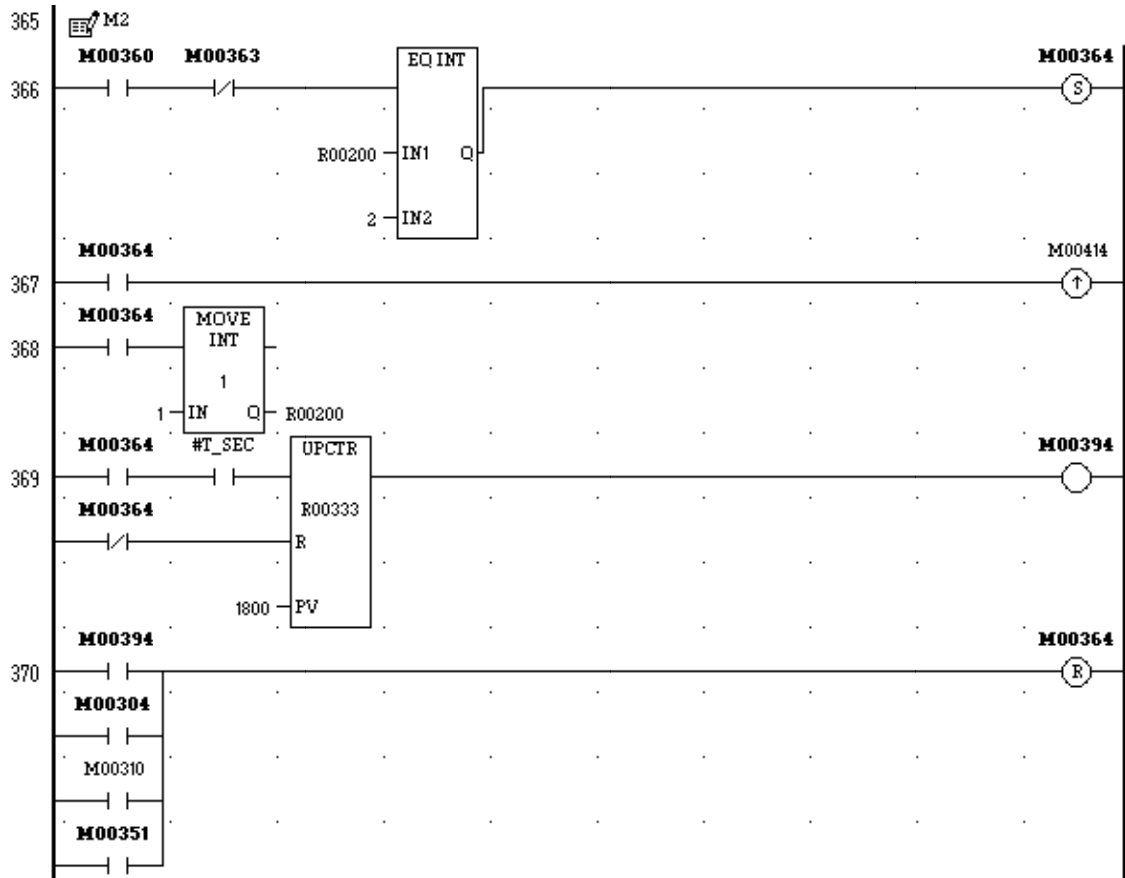 365 M2
M00360 M00363 EQ INT M00364
366 S
R00200 IN1 Q
2 IN2
M00364 M00414
367 ↑
M00364 MOVE
368 INT
1
1 IN Q R00200
M00364 #T_SEC UPCTR M00394
369
M00364 R00333
R
1800 PV
M00394 M00364
370 R
M00304
M00310
M00351